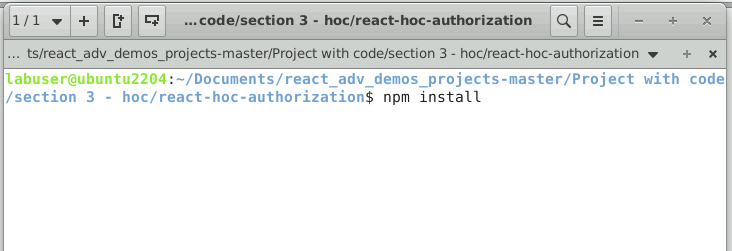 1 / 1
...code/section 3 - hoc/react-hoc-authorization
... ts/react_adv_demos_projects-master/Project with code/section 3 - hoc/react-hoc-authorization
labuser@ubuntu2204:~/Documents/react_adv_demos_projects-master/Project with code
/section 3 - hoc/react-hoc-authorization$ npm install